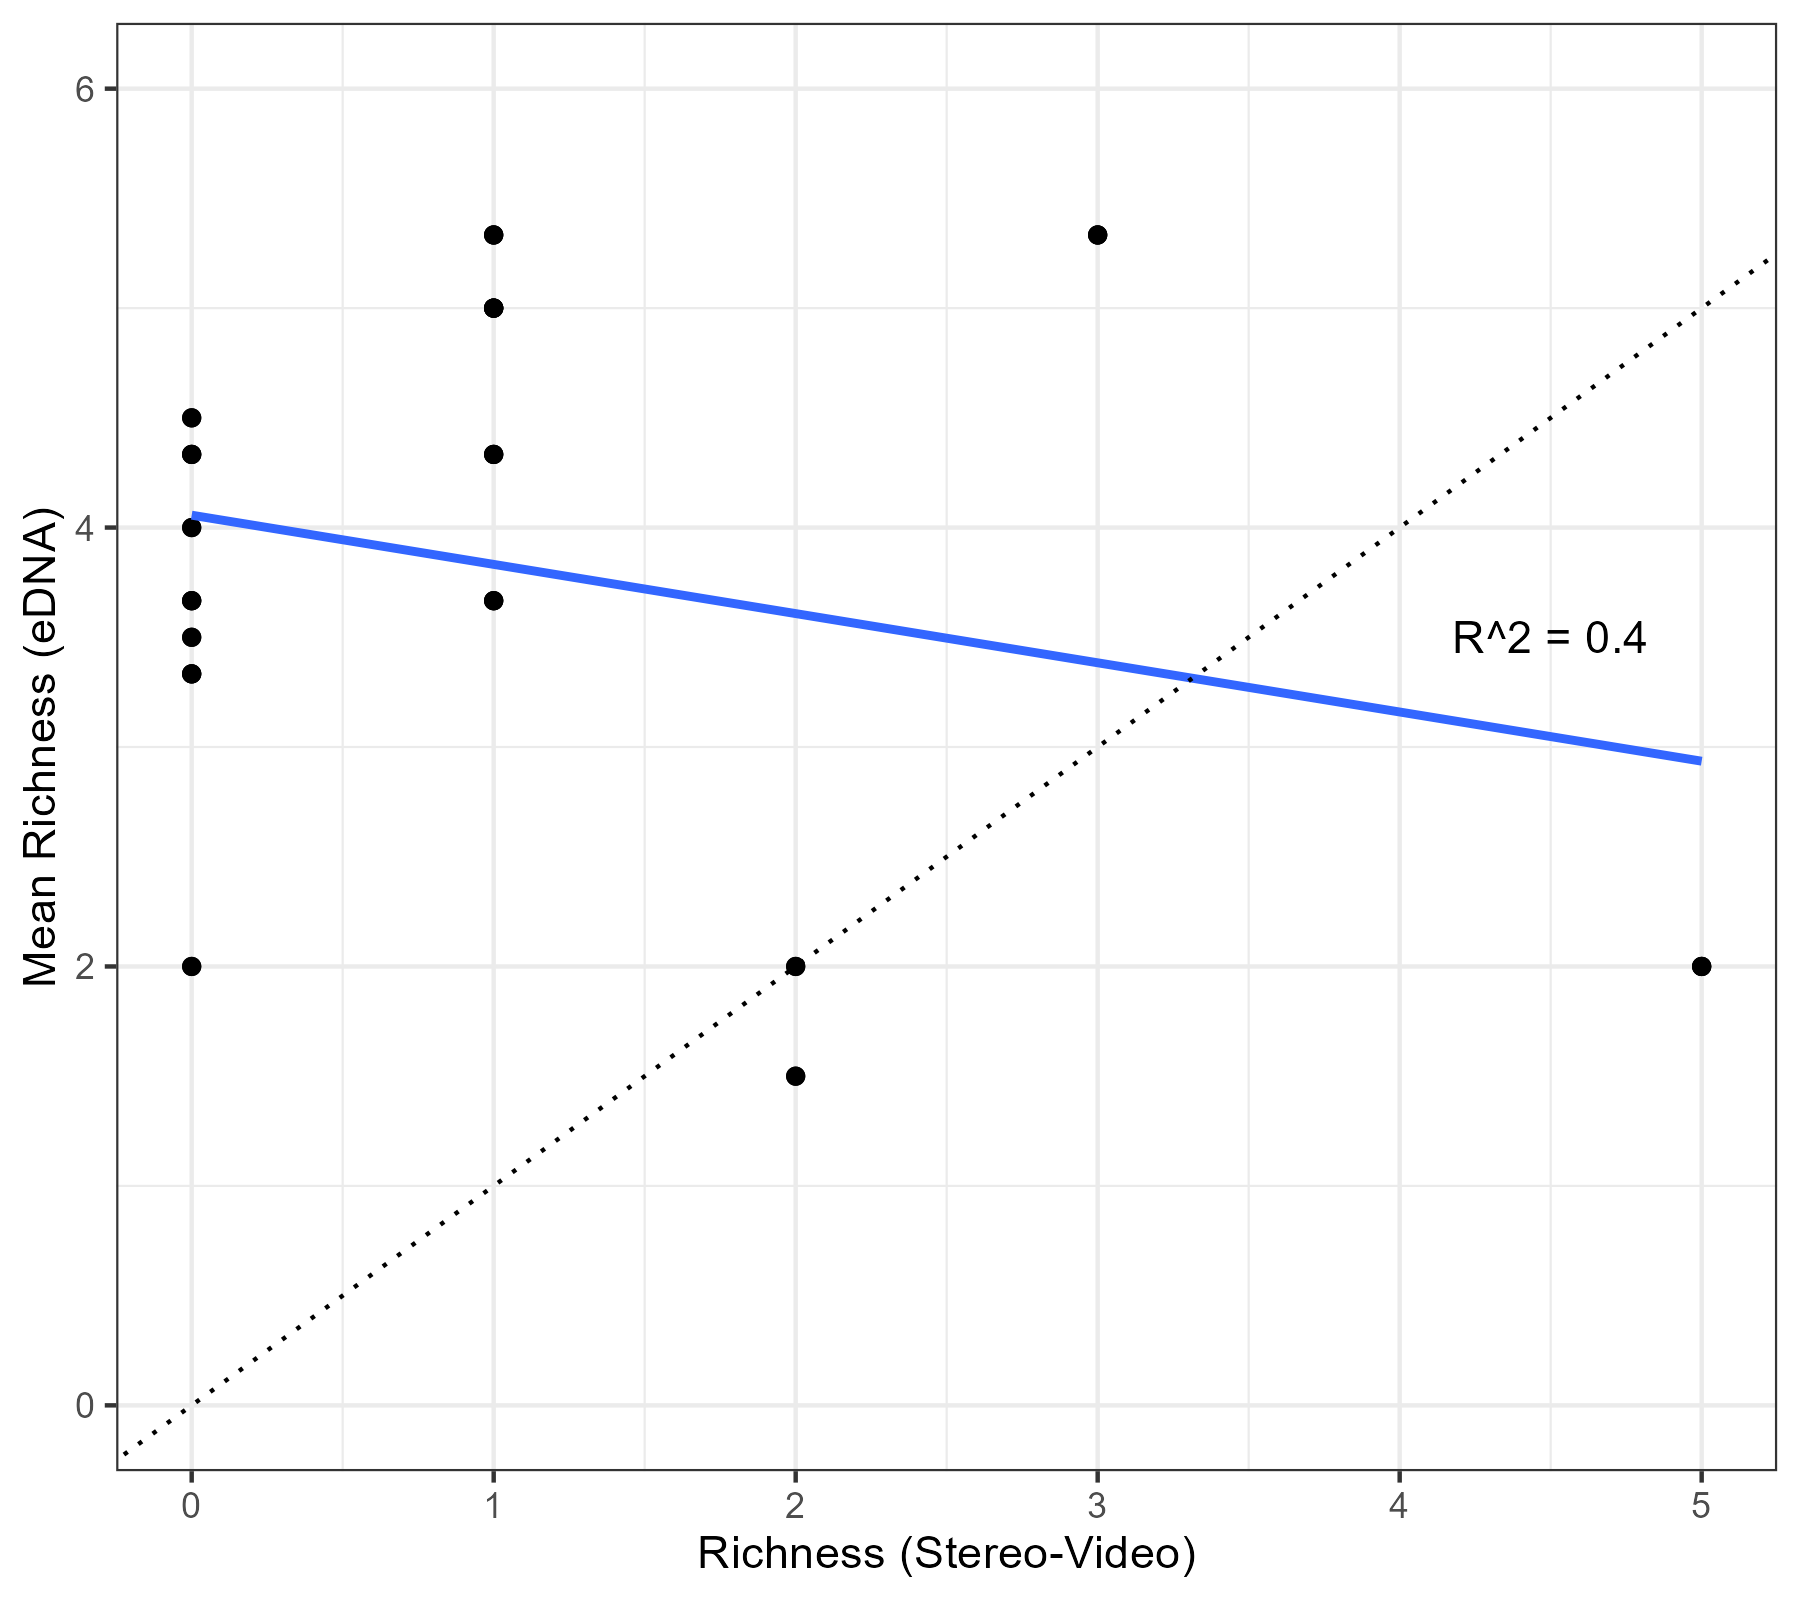 6
4
2
0
Mean Richness (eDNA)
R^2 = 0.4
0 1 2 3 4 5
Richness (Stereo-Video)